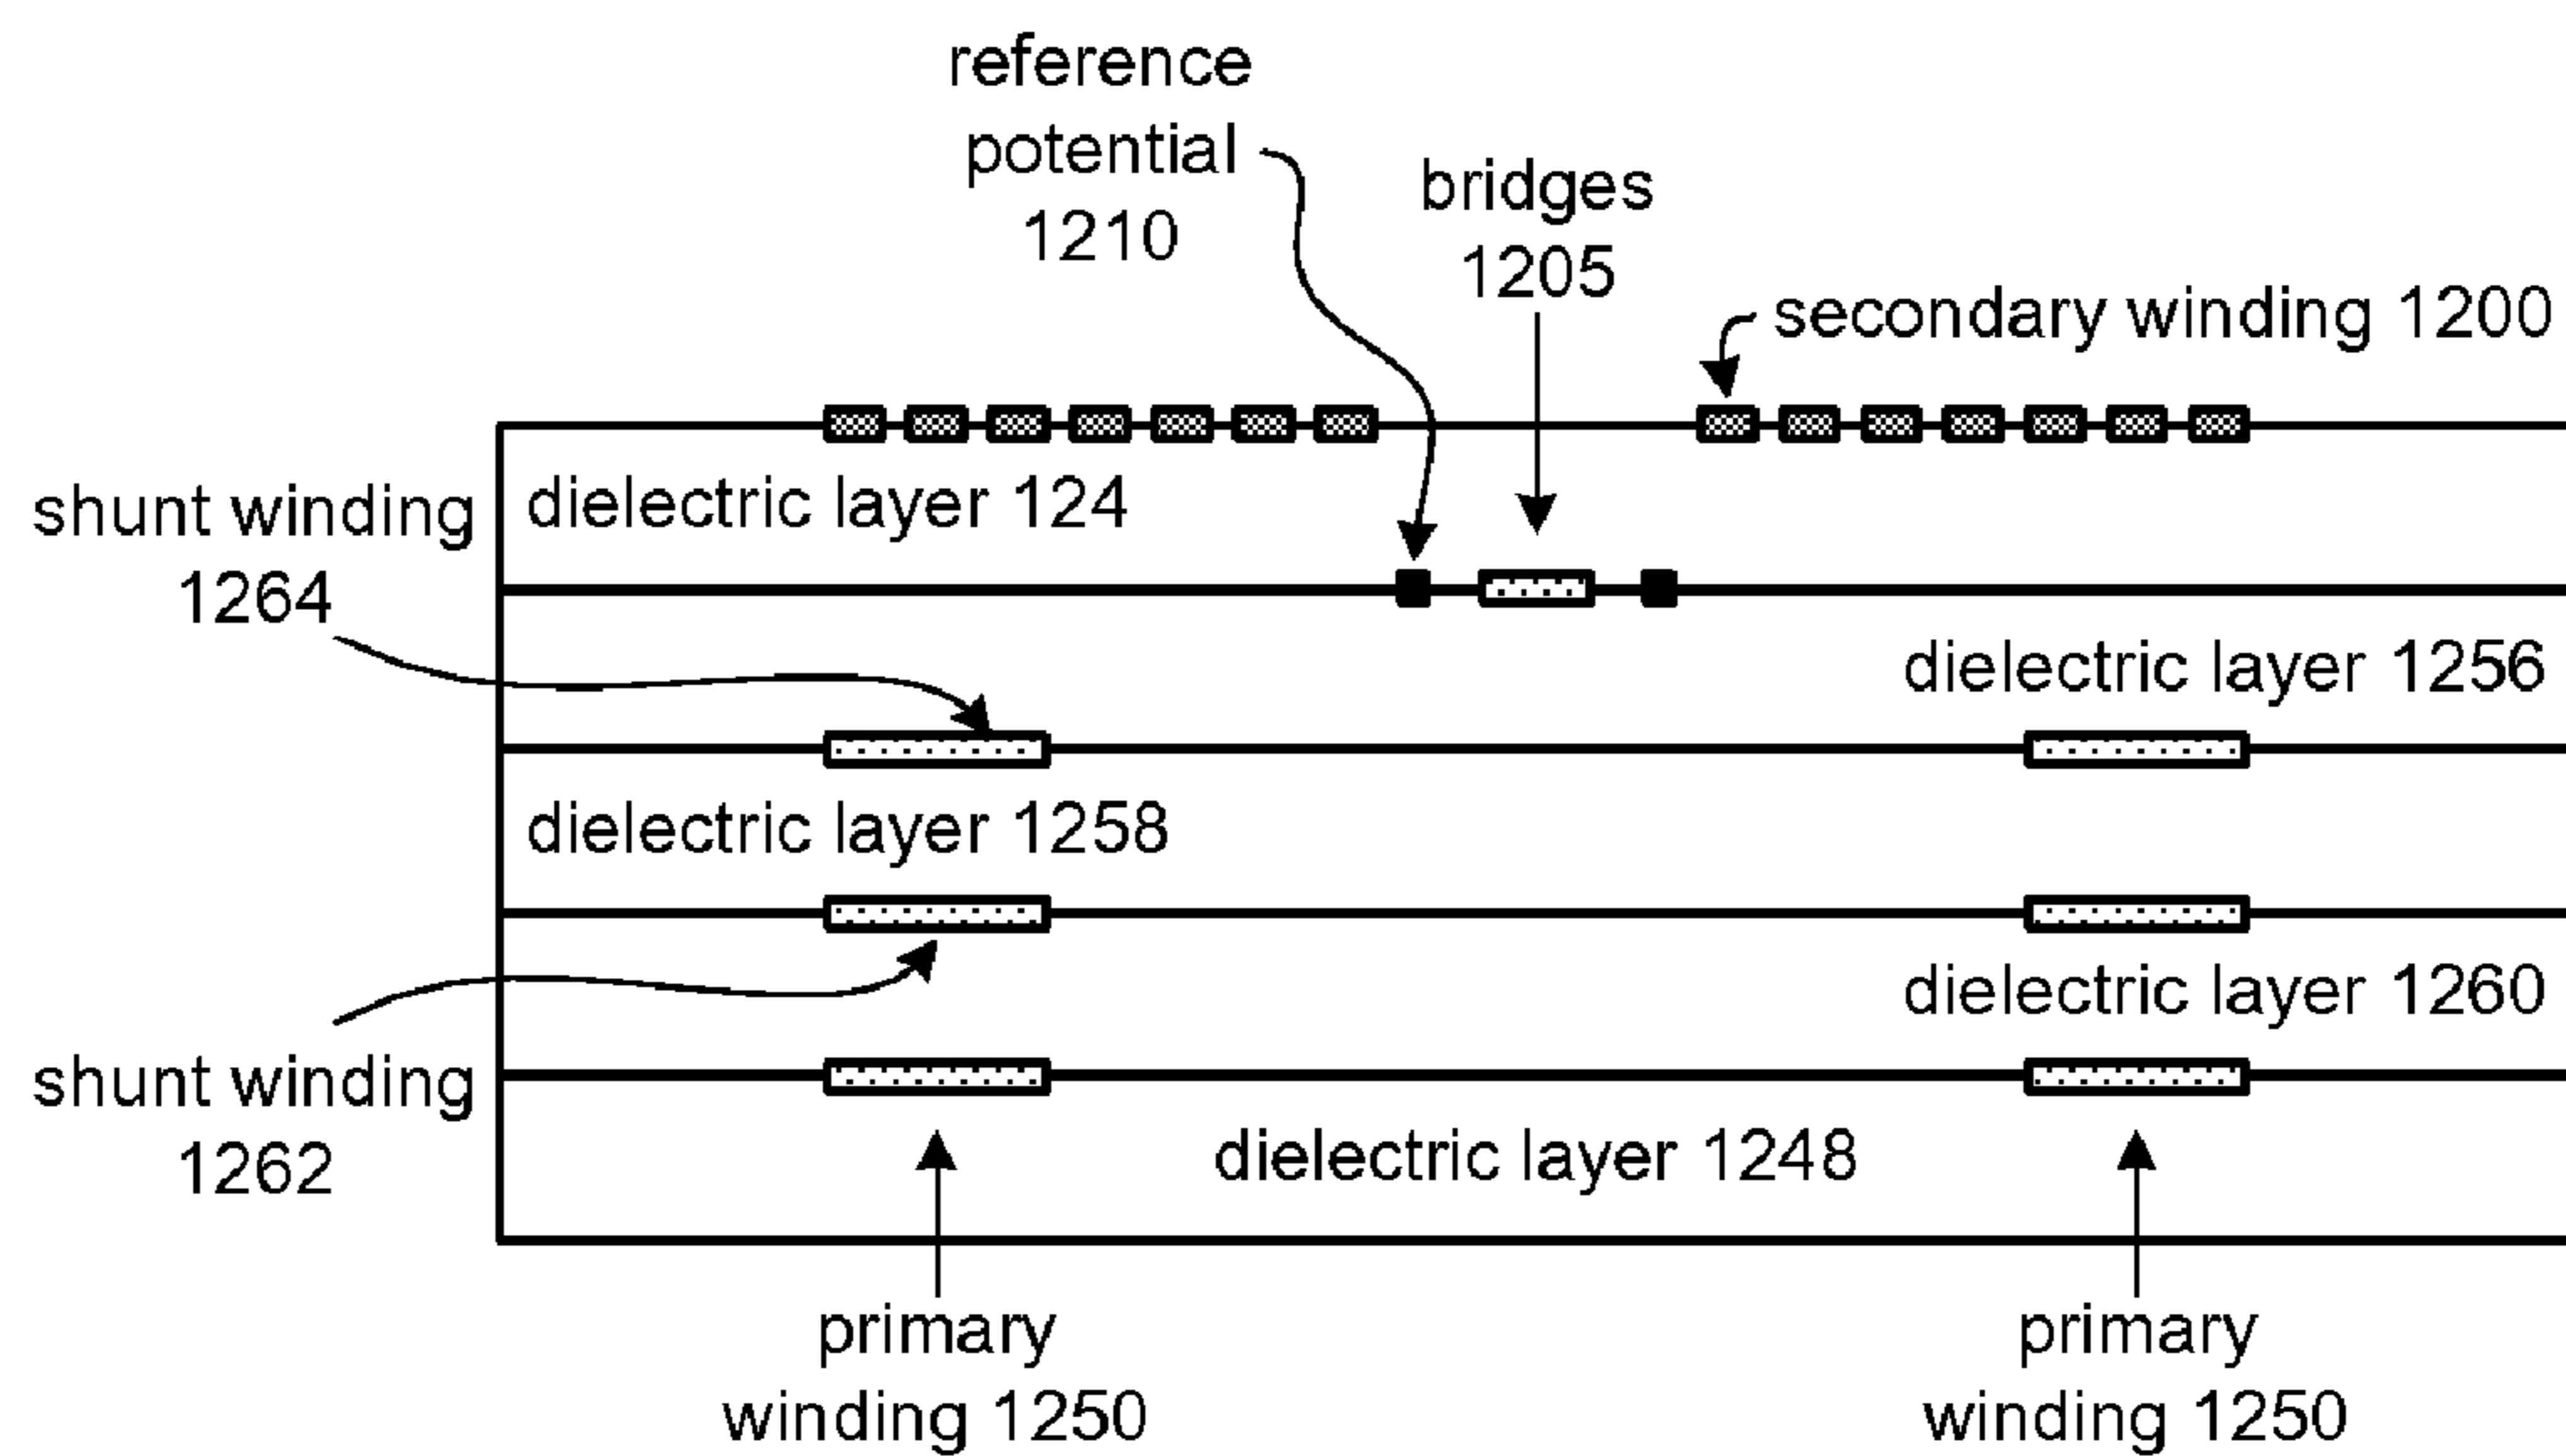 reference
potential
1210
bridges
1205
secondary winding 1200
shunt winding
1264
dielectric layer 124
dielectric layer 1256
dielectric layer 1258
dielectric layer 1260
shunt winding
1262
dielectric layer 1248
primary
winding 1250
primary
winding 1250